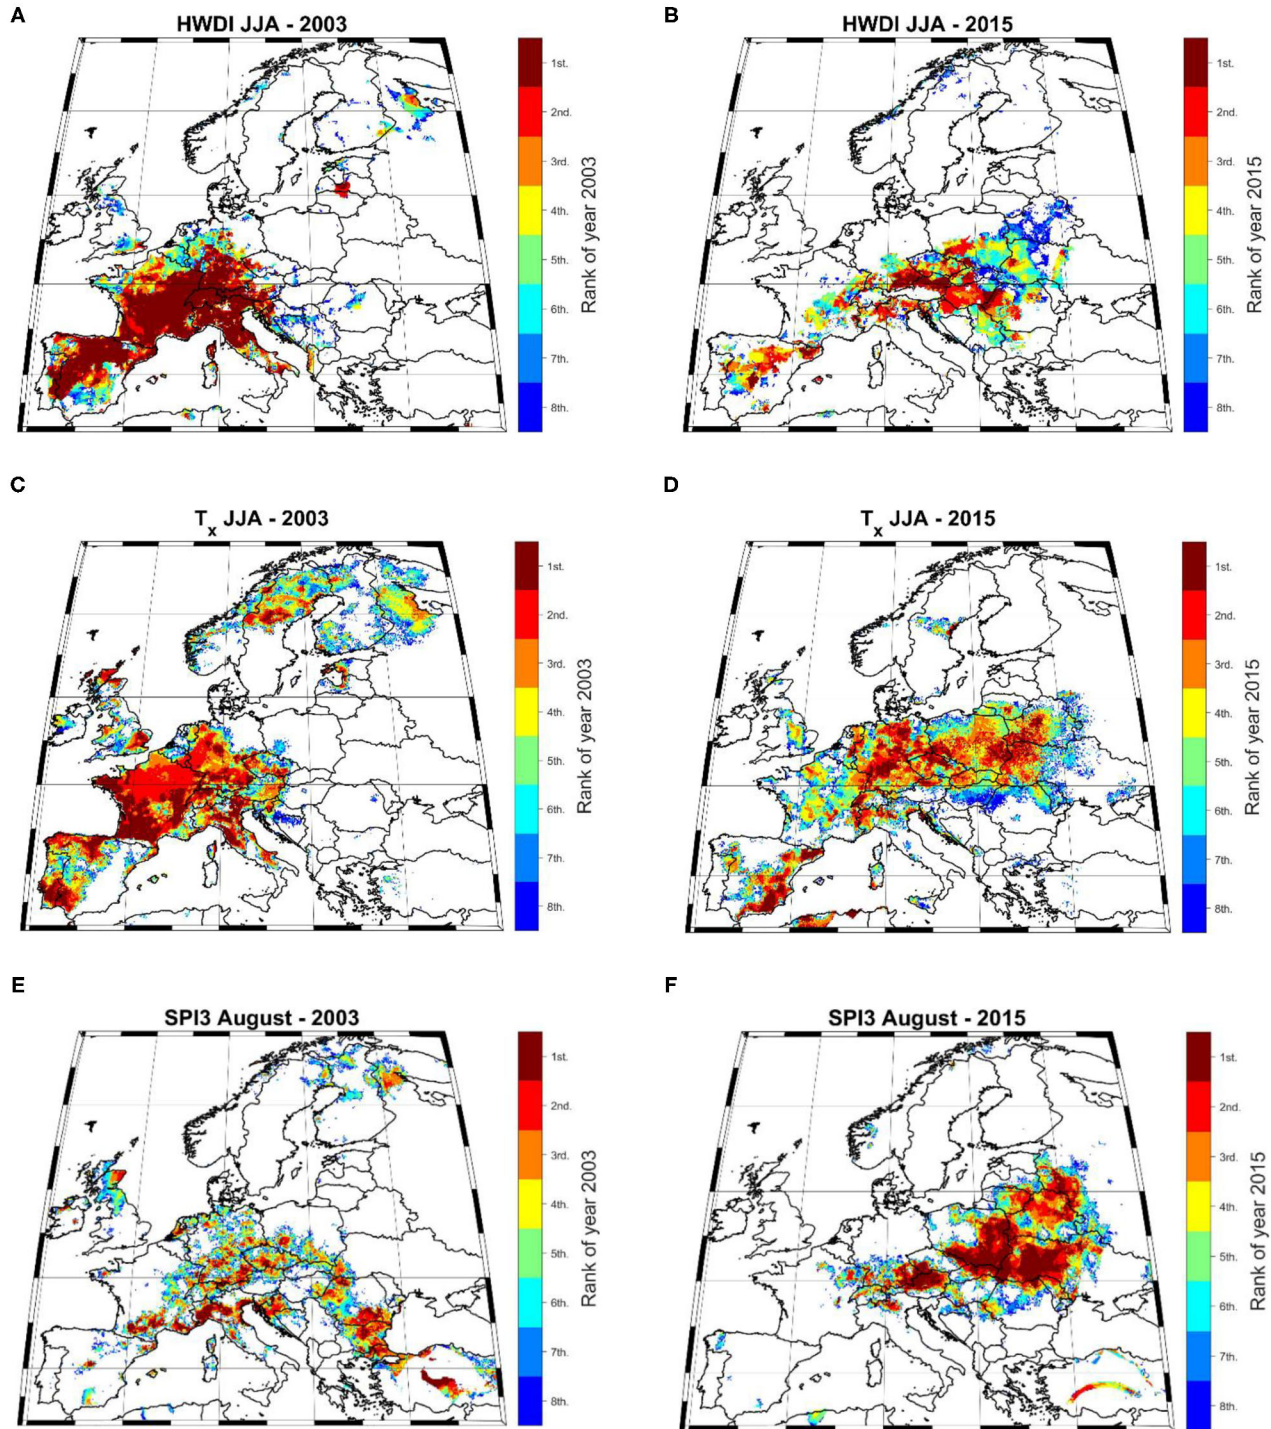 A
HWDI JJA - 2003
1st.
2nd.
3rd.
4th.
5th.
6th.
7th.
8th.
Rank of year 2003
B
HWDI JJA - 2015
1st.
2nd.
3rd.
4th.
5th.
6th.
7th.
8th.
Rank of year 2015
C
Tx JJA - 2003
1st.
2nd.
3rd.
4th.
5th.
6th.
7th.
8th.
Rank of year 2003
D
Tx JJA - 2015
1st.
2nd.
3rd.
4th.
5th.
6th.
7th.
8th.
Rank of year 2015
E
SPI3 August - 2003
1st.
2nd.
3rd.
4th.
5th.
6th.
7th.
8th.
Rank of year 2003
F
SPI3 August - 2015
1st.
2nd.
3rd.
4th.
5th.
6th.
7th.
8th.
Rank of year 2015